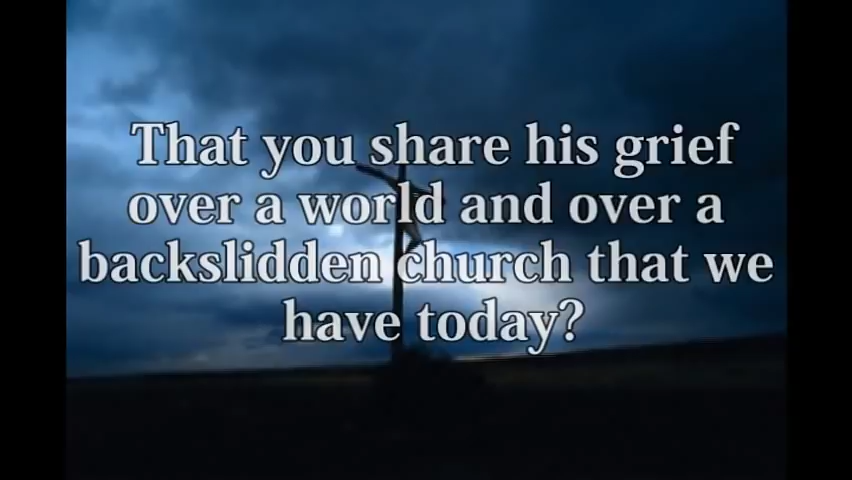 That you share his grief
over a world and over a
backslidden church that we
have today?